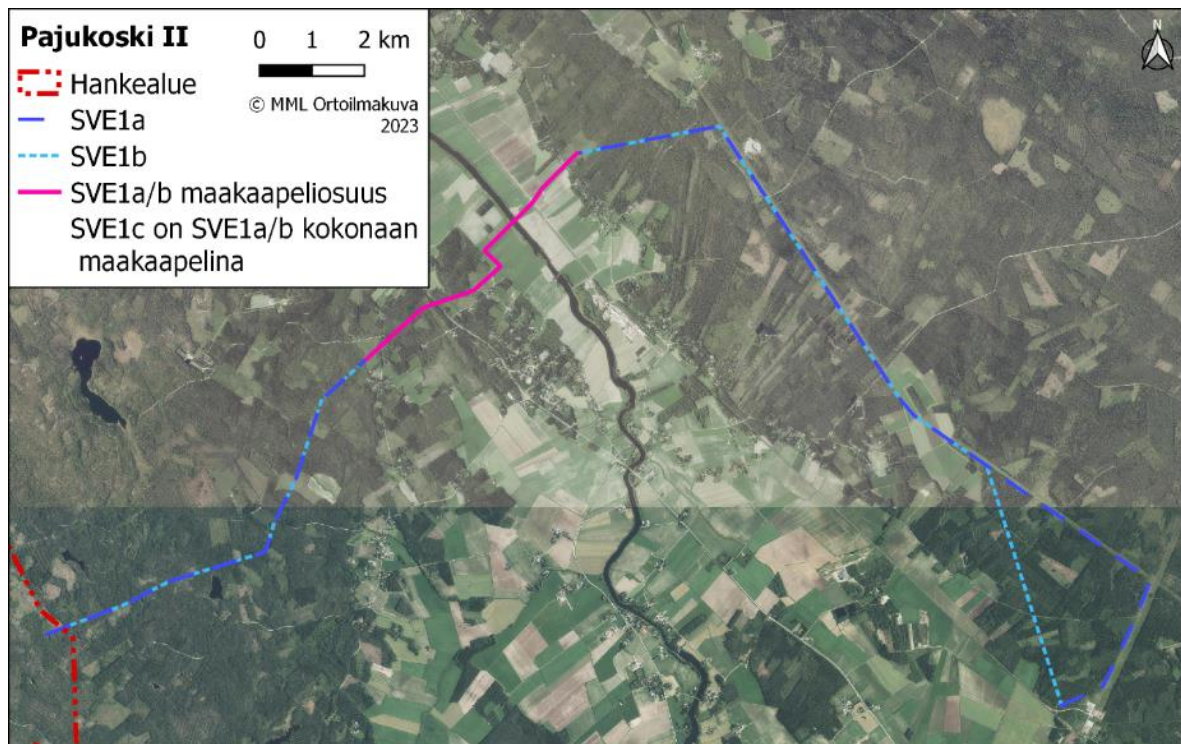 Pajukoski II
0 1 2 km
Hankealue
© MML Ortoilmakuva
2023
SVE1a
SVE1b
SVE1a/b maakaapeliosuus
SVE1c on SVE1a/b kokonaan
maakaapelina
N